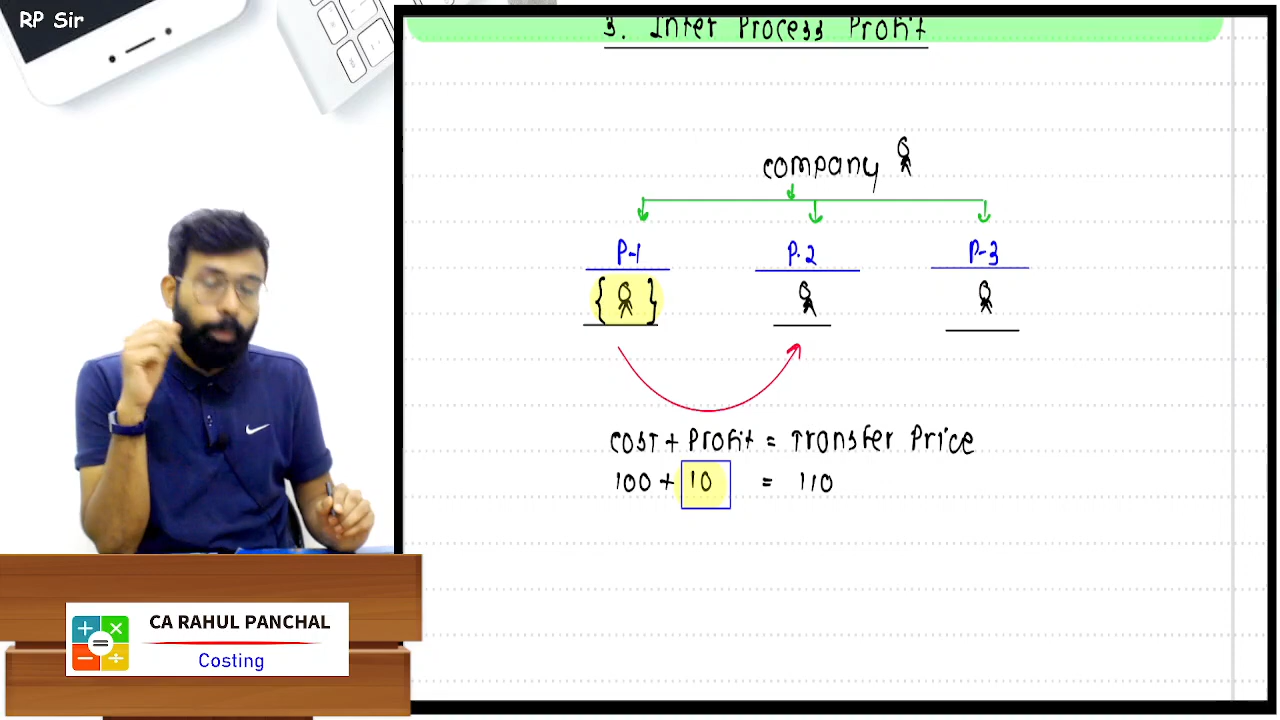 RP Sir
3. Inter Process Profit
company
P-1 P.2 P-3
{ }
cost + Profit = Transfer Price
100 + 10 = 110
+ ×
=
- ÷
CA RAHUL PANCHAL
Costing